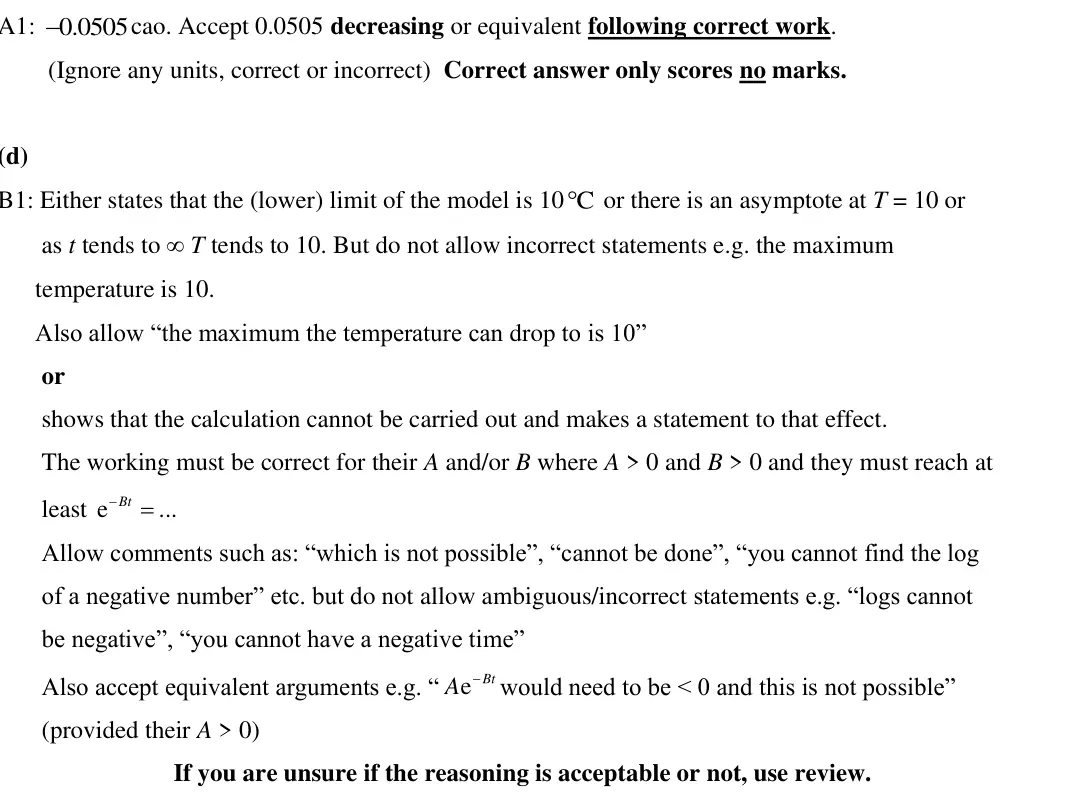 A1: –0.0505 cao. Accept 0.0505 decreasing or equivalent following correct work.
(Ignore any units, correct or incorrect) Correct answer only scores no marks.
(d)
B1: Either states that the (lower) limit of the model is 10°C or there is an asymptote at T = 10 or
as t tends to ∞ T tends to 10. But do not allow incorrect statements e.g. the maximum
temperature is 10.
Also allow “the maximum the temperature can drop to is 10”
or
shows that the calculation cannot be carried out and makes a statement to that effect.
The working must be correct for their A and/or B where A > 0 and B > 0 and they must reach at
least e^{–Bt} = ...
Allow comments such as: “which is not possible”, “cannot be done”, “you cannot find the log
of a negative number” etc. but do not allow ambiguous/incorrect statements e.g. “logs cannot
be negative”, “you cannot have a negative time”
Also accept equivalent arguments e.g. “ Ae^{–Bt} would need to be < 0 and this is not possible”
(provided their A > 0)
If you are unsure if the reasoning is acceptable or not, use review.